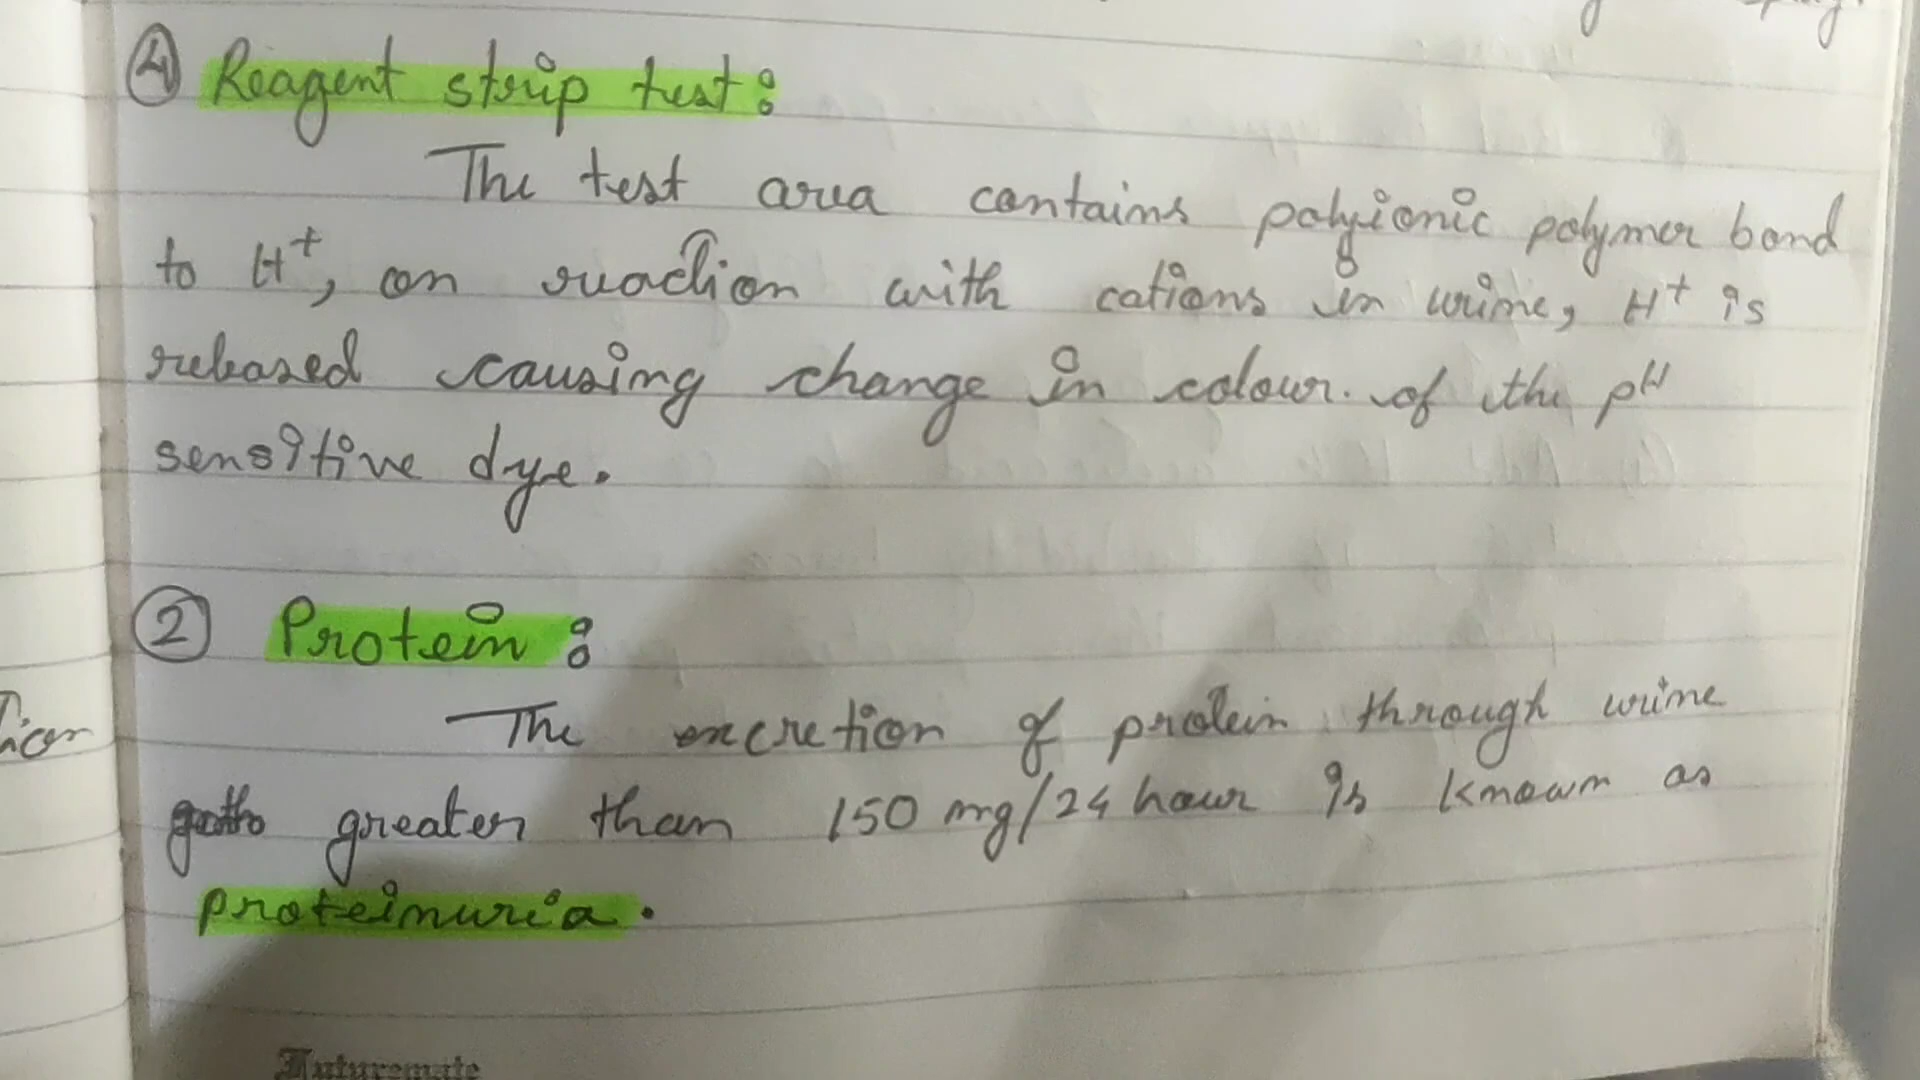 ④ Reagent strip test:
The test area contains polyionic polymer bond
to H⁺, on reaction with cations in urine, H⁺ is
released causing change in colour. of the pH
sensitive dye.
② Protein:
The excretion of protein through urine
greater than 150 mg/24 hour is known as
proteinuria.
Futuremate